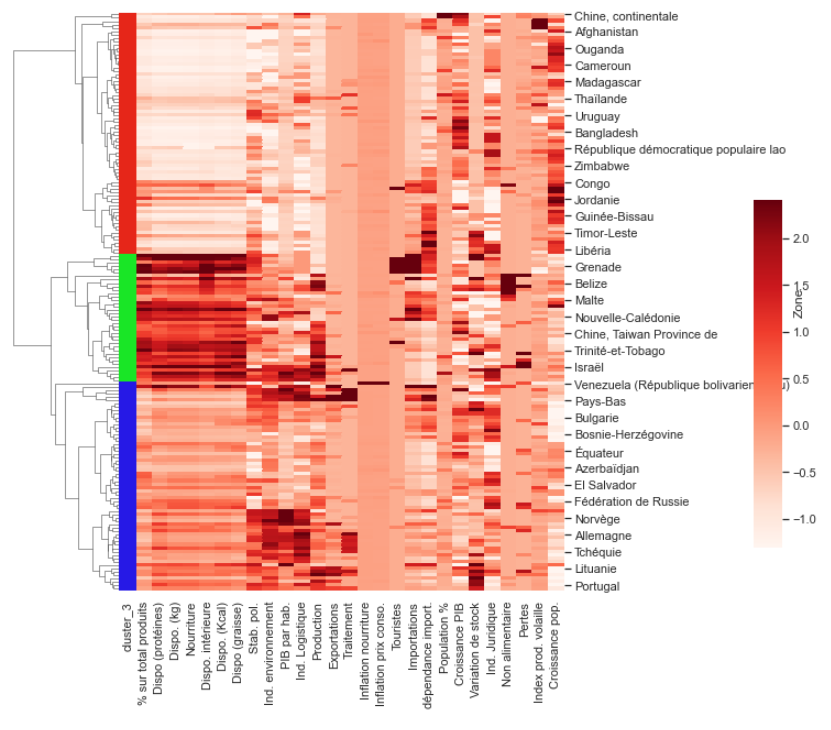 Chine, continentale
Afghanistan
Ouganda
Cameroun
Madagascar
Thaïlande
Uruguay
Bangladesh
République démocratique populaire lao
Zimbabwe
Congo
Jordanie
Guinée-Bissau
Timor-Leste
Libéria
Grenade
Belize
Malte
Nouvelle-Calédonie
Chine, Taiwan Province de
Trinité-et-Tobago
Israël
Venezuela (République bolivarien
Pays-Bas
Bulgarie
Bosnie-Herzégovine
Équateur
Azerbaïdjan
El Salvador
Fédération de Russie
Norvège
Allemagne
Tchéquie
Lituanie
Portugal
Zone
2.0
1.5
1.0
0.5
0.0
−0.5
−1.0
cluster_3
% sur total produits
Dispo (protéines)
Dispo. (kg)
Nourriture
Dispo. intérieure
Dispo. (Kcal)
Dispo (graisse)
Stab. pol.
Ind. environnement
PIB par hab.
Ind. Logistique
Production
Exportations
Traitement
Inflation nourriture
Inflation prix conso.
Touristes
Importations
dépendance import.
Population %
Croissance PIB
Variation de stock
Ind. Juridique
Non alimentaire
Pertes
Index prod. volaille
Croissance pop.